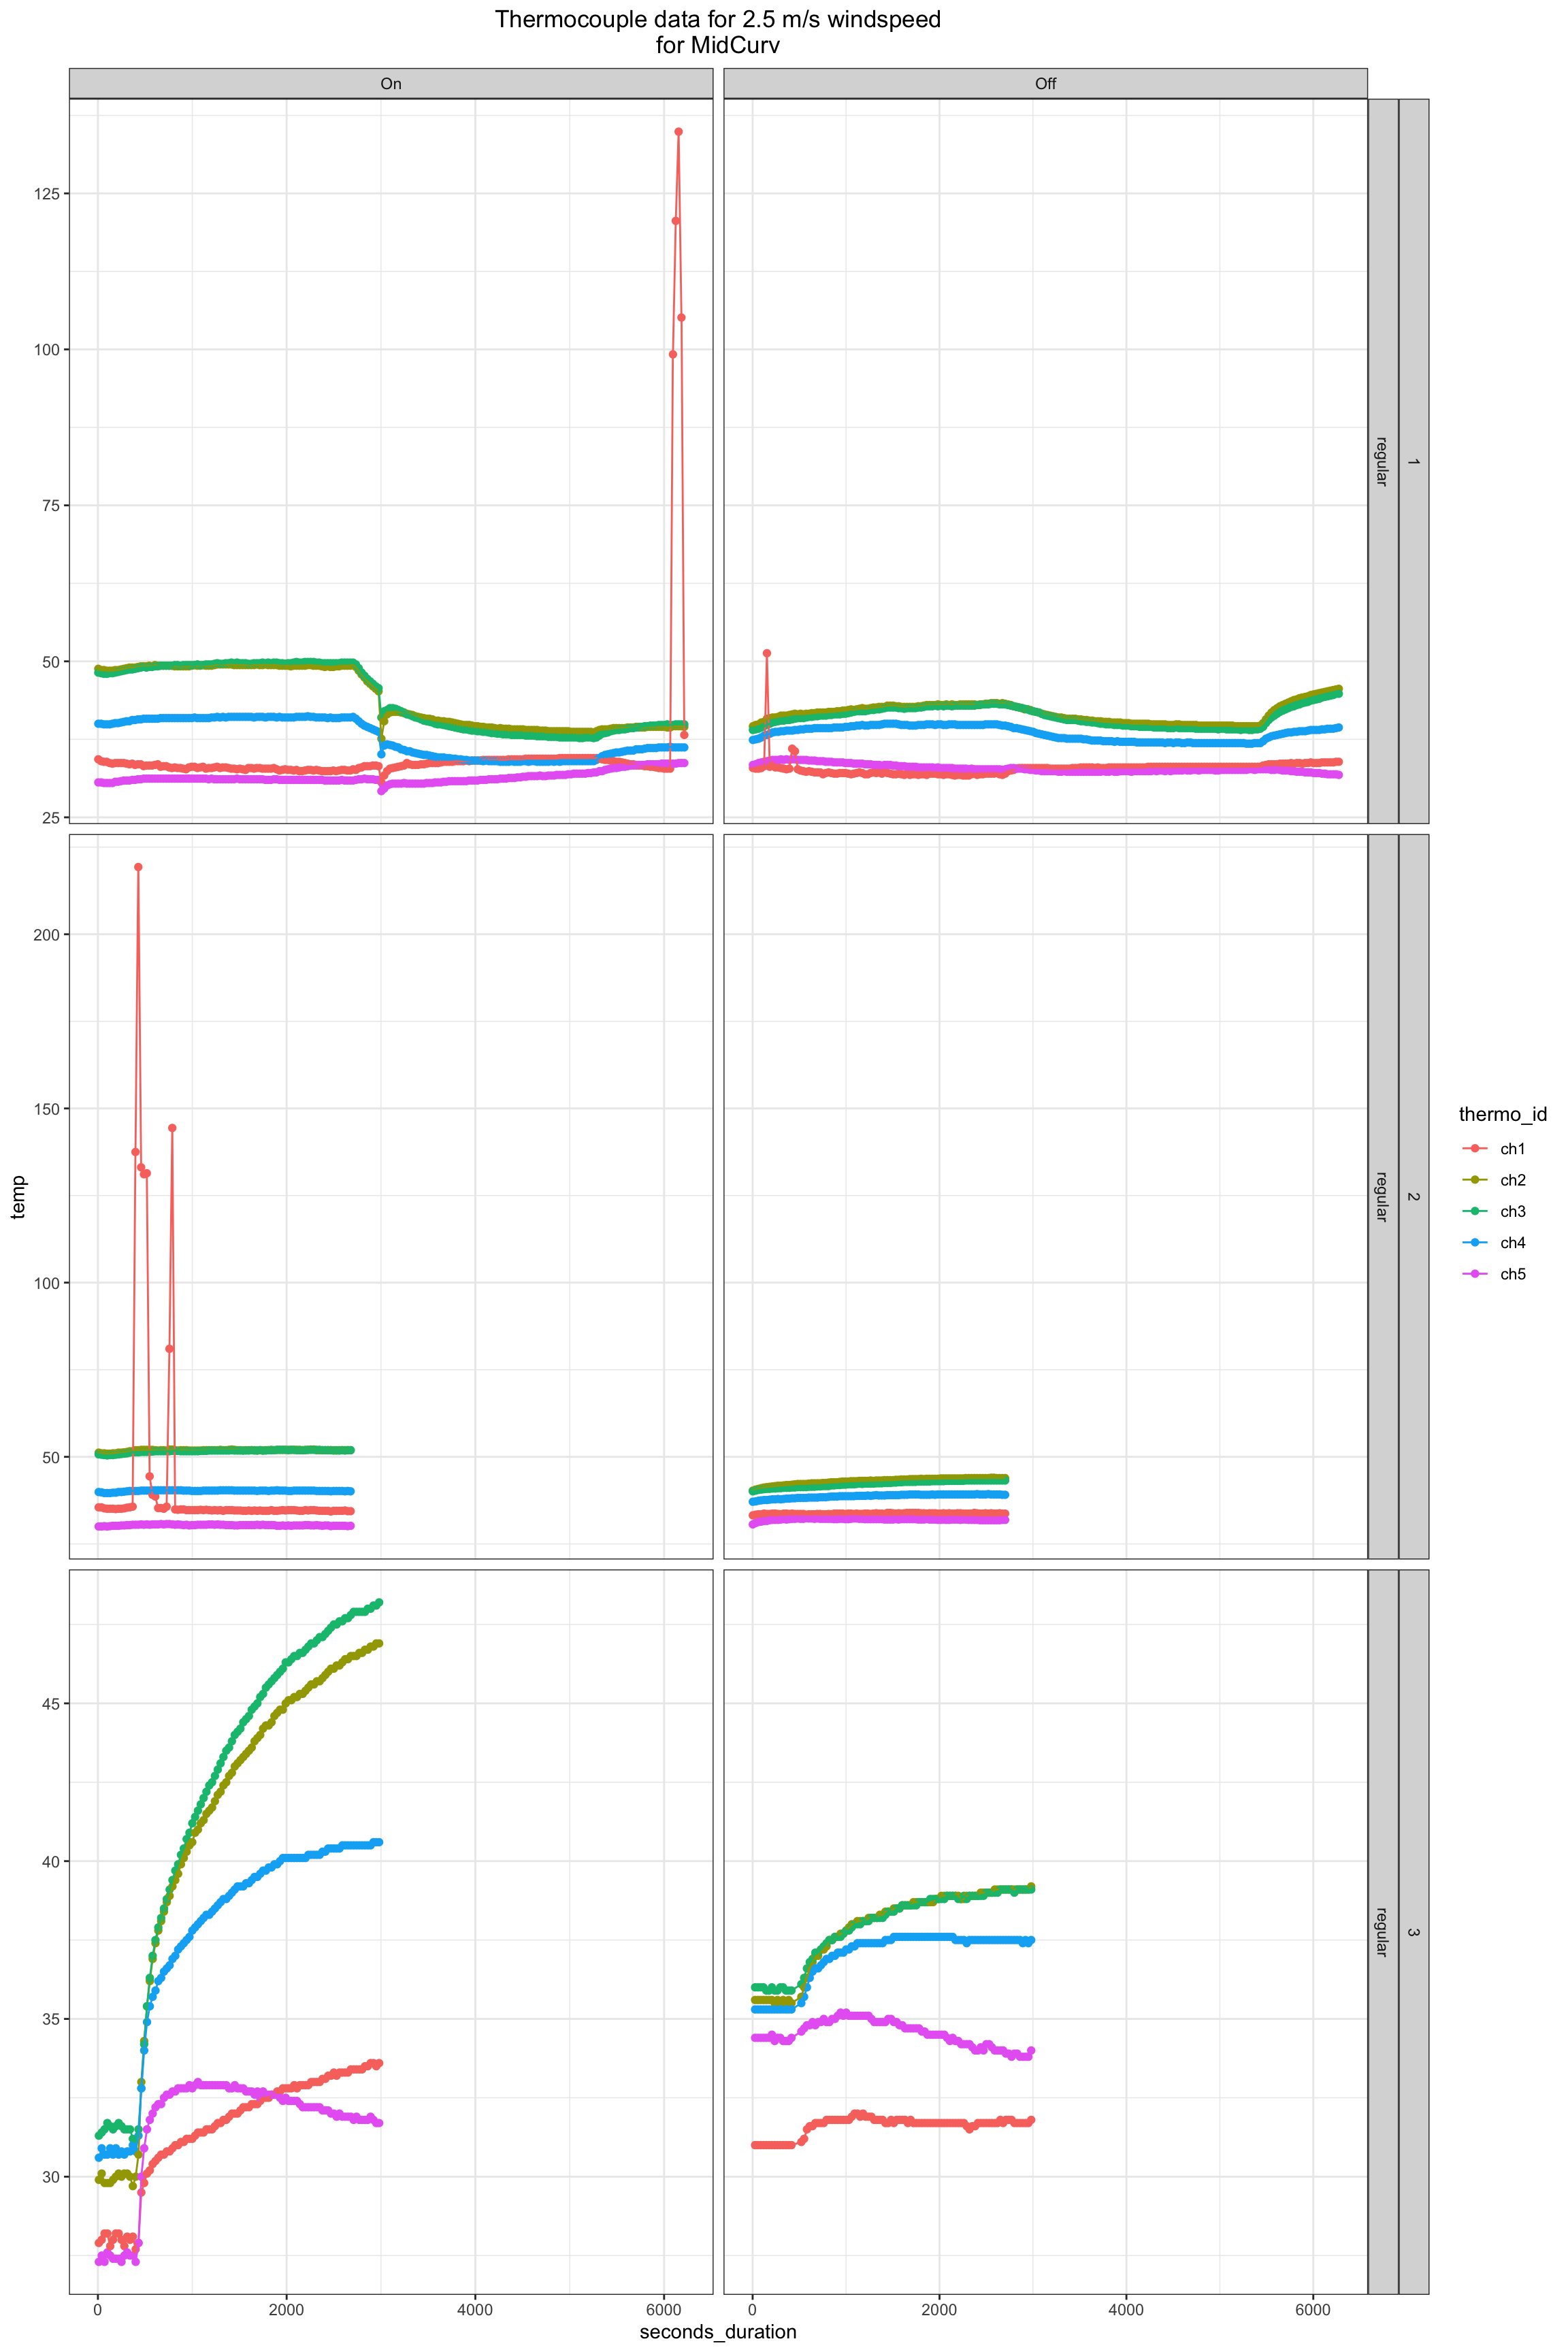 Thermocouple data for 2.5 m/s windspeed
for MidCurv
On
Off
125
100
75
50
25
regular
1
200
150
100
50
regular
2
45
40
35
30
regular
3
0
2000
4000
6000
0
2000
4000
6000
seconds_duration
temp
thermo_id
ch1
ch2
ch3
ch4
ch5